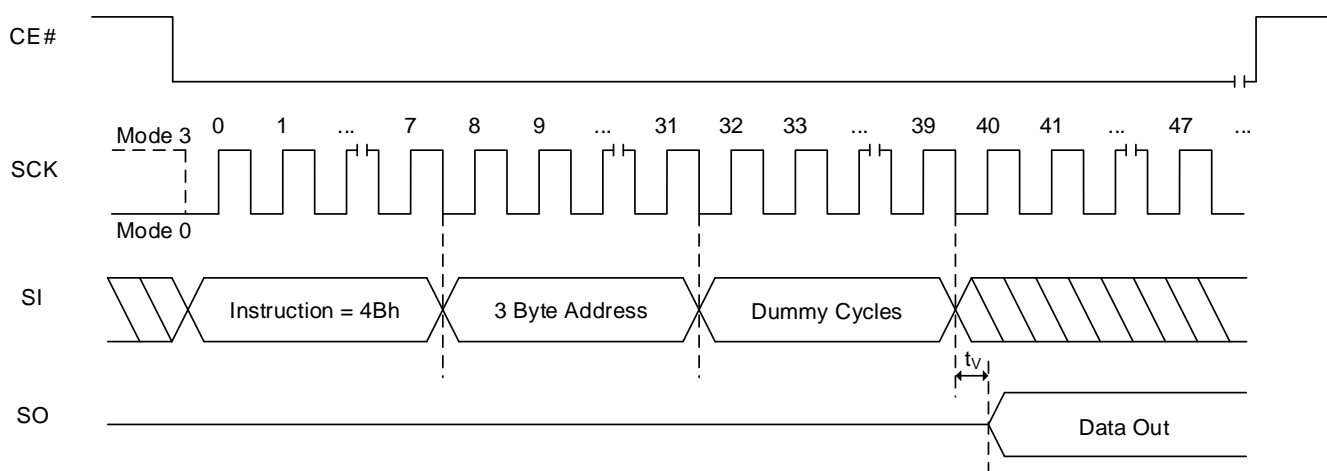 CE#
Mode 3
0 1 ... 7 8 9 ... 31 32 33 ... 39 40 41 ... 47 ...
SCK
Mode 0
SI
Instruction = 4Bh
3 Byte Address
Dummy Cycles
tV
SO
Data Out